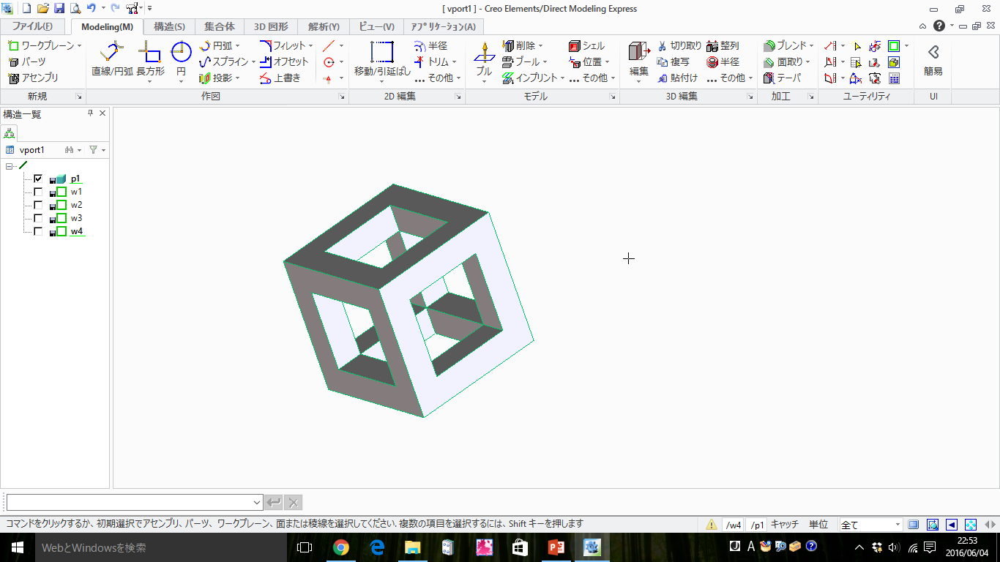 [ vport1 ] - Creo Elements/Direct Modeling Express
ファイル(F) Modeling(M) 構造(S) 集合体 3D 図形 解析(Y) ビュー(V) アプリケーション(A)
ワークプレーン
パーツ
アセンブリ
新規
直線/円弧 長方形 円
円弧 フィレット
スプライン オフセット
投影 上書き
作図
移動/引延ばし
半径
トリム
... その他
2D 編集
プル
削除 シェル
ブール 位置
インプリント ... その他
モデル
編集
切り取り 整列
複写 半径
貼付け ... その他
3D 編集
ブレンド
面取り
テーパ
加工
ユーティリティ
簡易
UI
構造一覧
vport1
p1
w1
w2
w3
w4
コマンドをクリックするか、初期選択でアセンブリ、パーツ、ワークプレーン、面または稜線を選択してください. 複数の項目を選択するには、Shift キーを押します
/w4 /p1 キャッチ 単位 全て
WebとWindowsを検索
A
22:53
2016/06/04